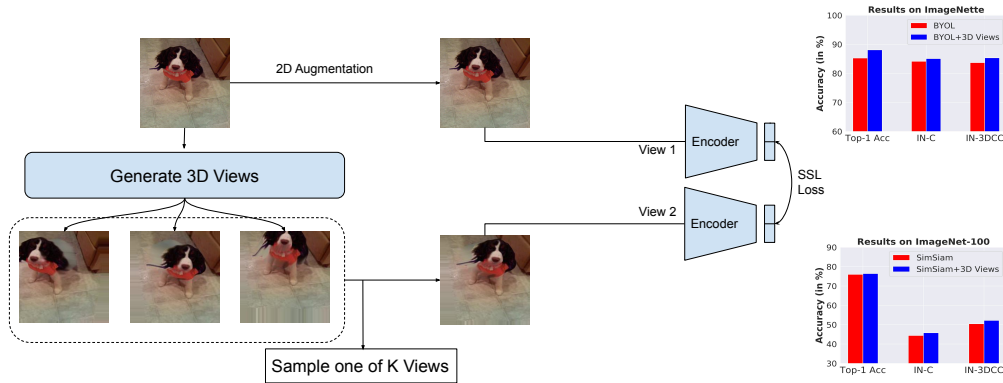 2D Augmentation
Generate 3D Views
Sample one of K Views
View 1
Encoder
View 2
Encoder
SSL
Loss
Results on ImageNette
BYOL
BYOL+3D Views
Accuracy (in %)
100
90
80
70
60
Top-1 Acc IN-C IN-3DCC
Results on ImageNet-100
SimSiam
SimSiam+3D Views
Accuracy (in %)
90
80
70
60
50
40
30
Top-1 Acc IN-C IN-3DCC